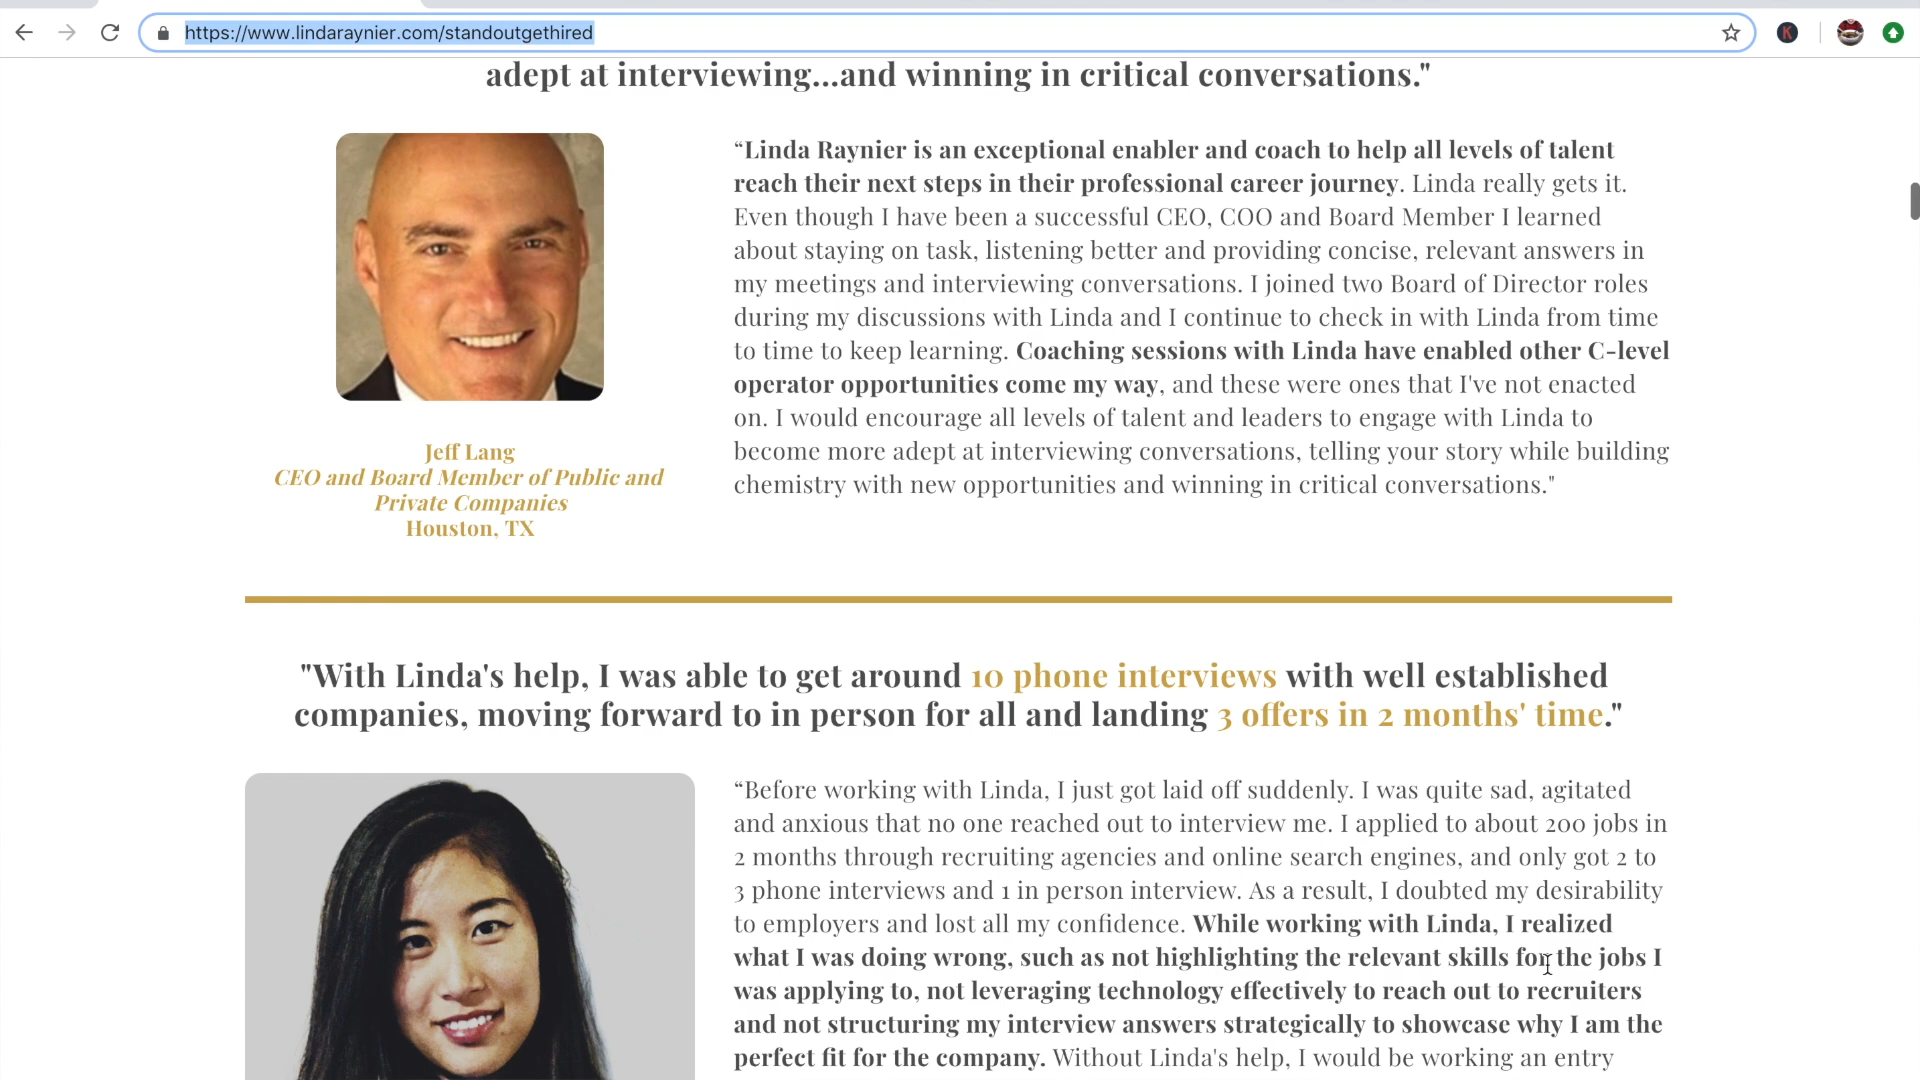 https://www.lindaraynier.com/standoutgethired
K
adept at interviewing...and winning in critical conversations."
“Linda Raynier is an exceptional enabler and coach to help all levels of talent
reach their next steps in their professional career journey. Linda really gets it.
Even though I have been a successful CEO, COO and Board Member I learned
about staying on task, listening better and providing concise, relevant answers in
my meetings and interviewing conversations. I joined two Board of Director roles
during my discussions with Linda and I continue to check in with Linda from time
to time to keep learning. Coaching sessions with Linda have enabled other C-level
operator opportunities come my way, and these were ones that I've not enacted
on. I would encourage all levels of talent and leaders to engage with Linda to
become more adept at interviewing conversations, telling your story while building
chemistry with new opportunities and winning in critical conversations."
Jeff Lang
CEO and Board Member of Public and
Private Companies
Houston, TX
"With Linda's help, I was able to get around 10 phone interviews with well established
companies, moving forward to in person for all and landing 3 offers in 2 months' time."
“Before working with Linda, I just got laid off suddenly. I was quite sad, agitated
and anxious that no one reached out to interview me. I applied to about 200 jobs in
2 months through recruiting agencies and online search engines, and only got 2 to
3 phone interviews and 1 in person interview. As a result, I doubted my desirability
to employers and lost all my confidence. While working with Linda, I realized
what I was doing wrong, such as not highlighting the relevant skills for the jobs I
was applying to, not leveraging technology effectively to reach out to recruiters
and not structuring my interview answers strategically to showcase why I am the
perfect fit for the company. Without Linda's help, I would be working an entry